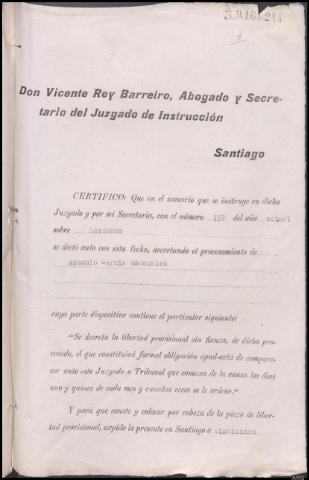 1
Don Vicente Rey Barreiro, Abogado y Secre-
tario del Juzgado de Instrucción
Santiago
CERTIFICO: Que en el sumario que se instruye en dicho
Juzgado y por mi Secretaria, con el número 157 del año actual
sobre lesiones
se dictó auto con esta fecha, decretando el procesamiento de
Antonio García
cuya parte dispositiva contiene el particular siguiente:
“Se decreta la libertad provisional sin fianza, de dicho pro-
cesado, el que constituirá formal obligación apud-acta de compare-
cer ante este Juzgado o Tribunal que conozca de la causa los días
uno y quince de cada mes y cuantas veces se le ordene.”
Y para que conste y colocar por cabeza de la pieza de liber-
tad provisional, expido la presente en Santiago a vintisinco
ARG